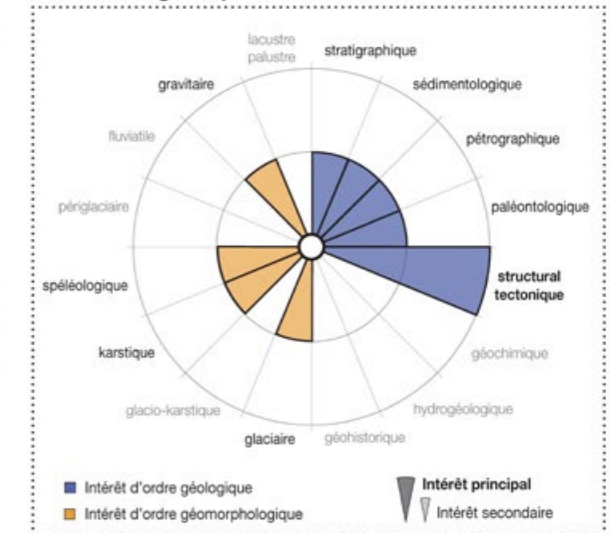 lacustre
palustre
stratigraphique
gravitaire
sédimentologique
fluviatile
pétrographique
périglaciaire
paléontologique
spéléologique
structural
tectonique
karstique
géochimique
glacio-karstique
hydrogéologique
glaciaire
géohistorique
Intérêt d'ordre géologique
Intérêt d'ordre géomorphologique
Intérêt principal
Intérêt secondaire